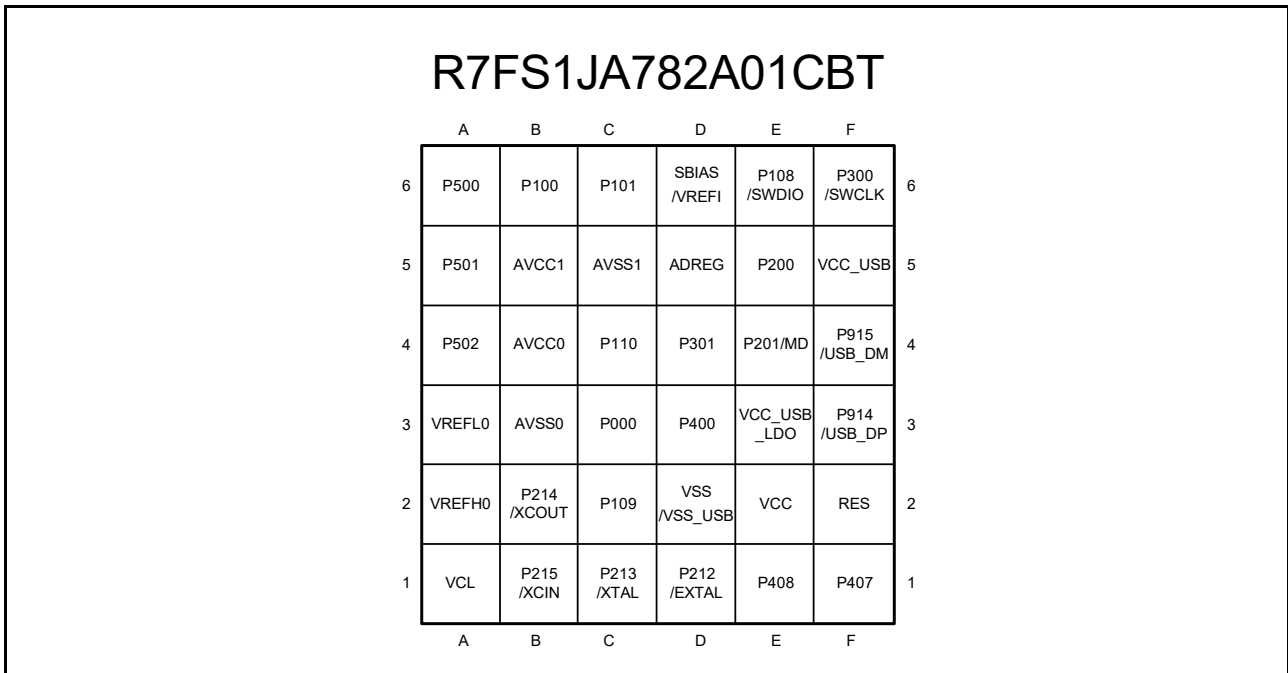 R7FS1JA782A01CBT
A B C D E F
6 P500 P100 P101 SBIAS /VREFI P108 /SWDIO P300 /SWCLK 6
5 P501 AVCC1 AVSS1 ADREG P200 VCC_USB 5
4 P502 AVCC0 P110 P301 P201/MD P915 /USB_DM 4
3 VREFL0 AVSS0 P000 P400 VCC_USB _LDO P914 /USB_DP 3
2 VREFH0 P214 /XCOUT P109 VSS /VSS_USB VCC RES 2
1 VCL P215 /XCIN P213 /XTAL P212 /EXTAL P408 P407 1
A B C D E F